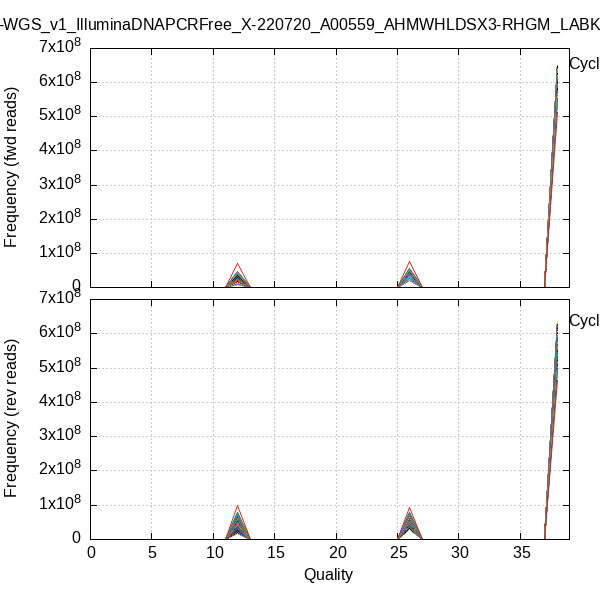 -WGS_v1_IlluminaDNAPCRFree_X-220720_A00559_AHMWHLDSX3-RHGM_LABK
7x10^8
6x10^8
5x10^8
4x10^8
3x10^8
2x10^8
1x10^8
0
Frequency (fwd reads)
Cycl
7x10^8
6x10^8
5x10^8
4x10^8
3x10^8
2x10^8
1x10^8
0
Frequency (rev reads)
Cycl
0 5 10 15 20 25 30 35
Quality